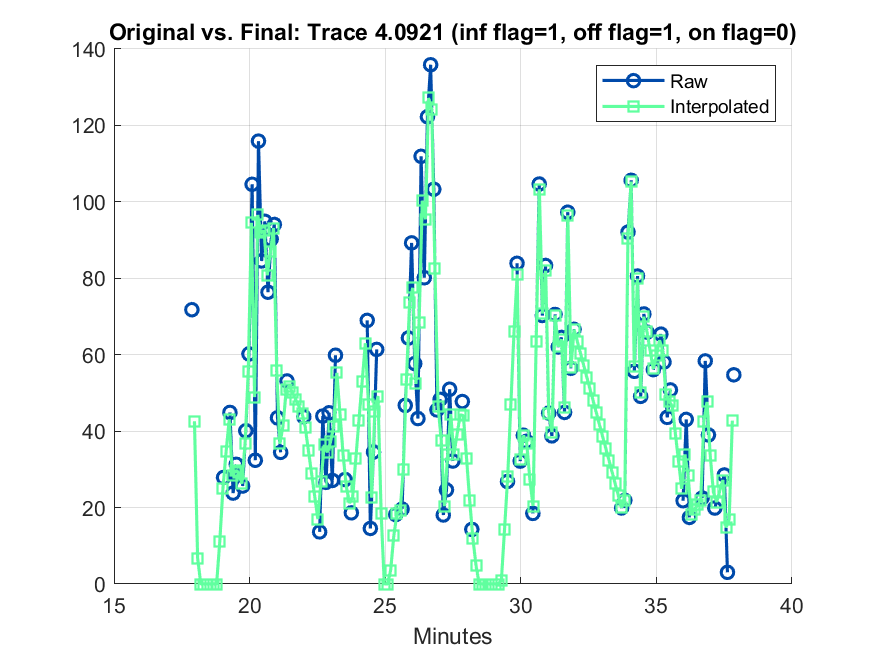 Original vs. Final: Trace 4.0921 (inf flag=1, off flag=1, on flag=0)
140
120
100
80
60
40
20
0
Raw
Interpolated
15 20 25 30 35 40
Minutes